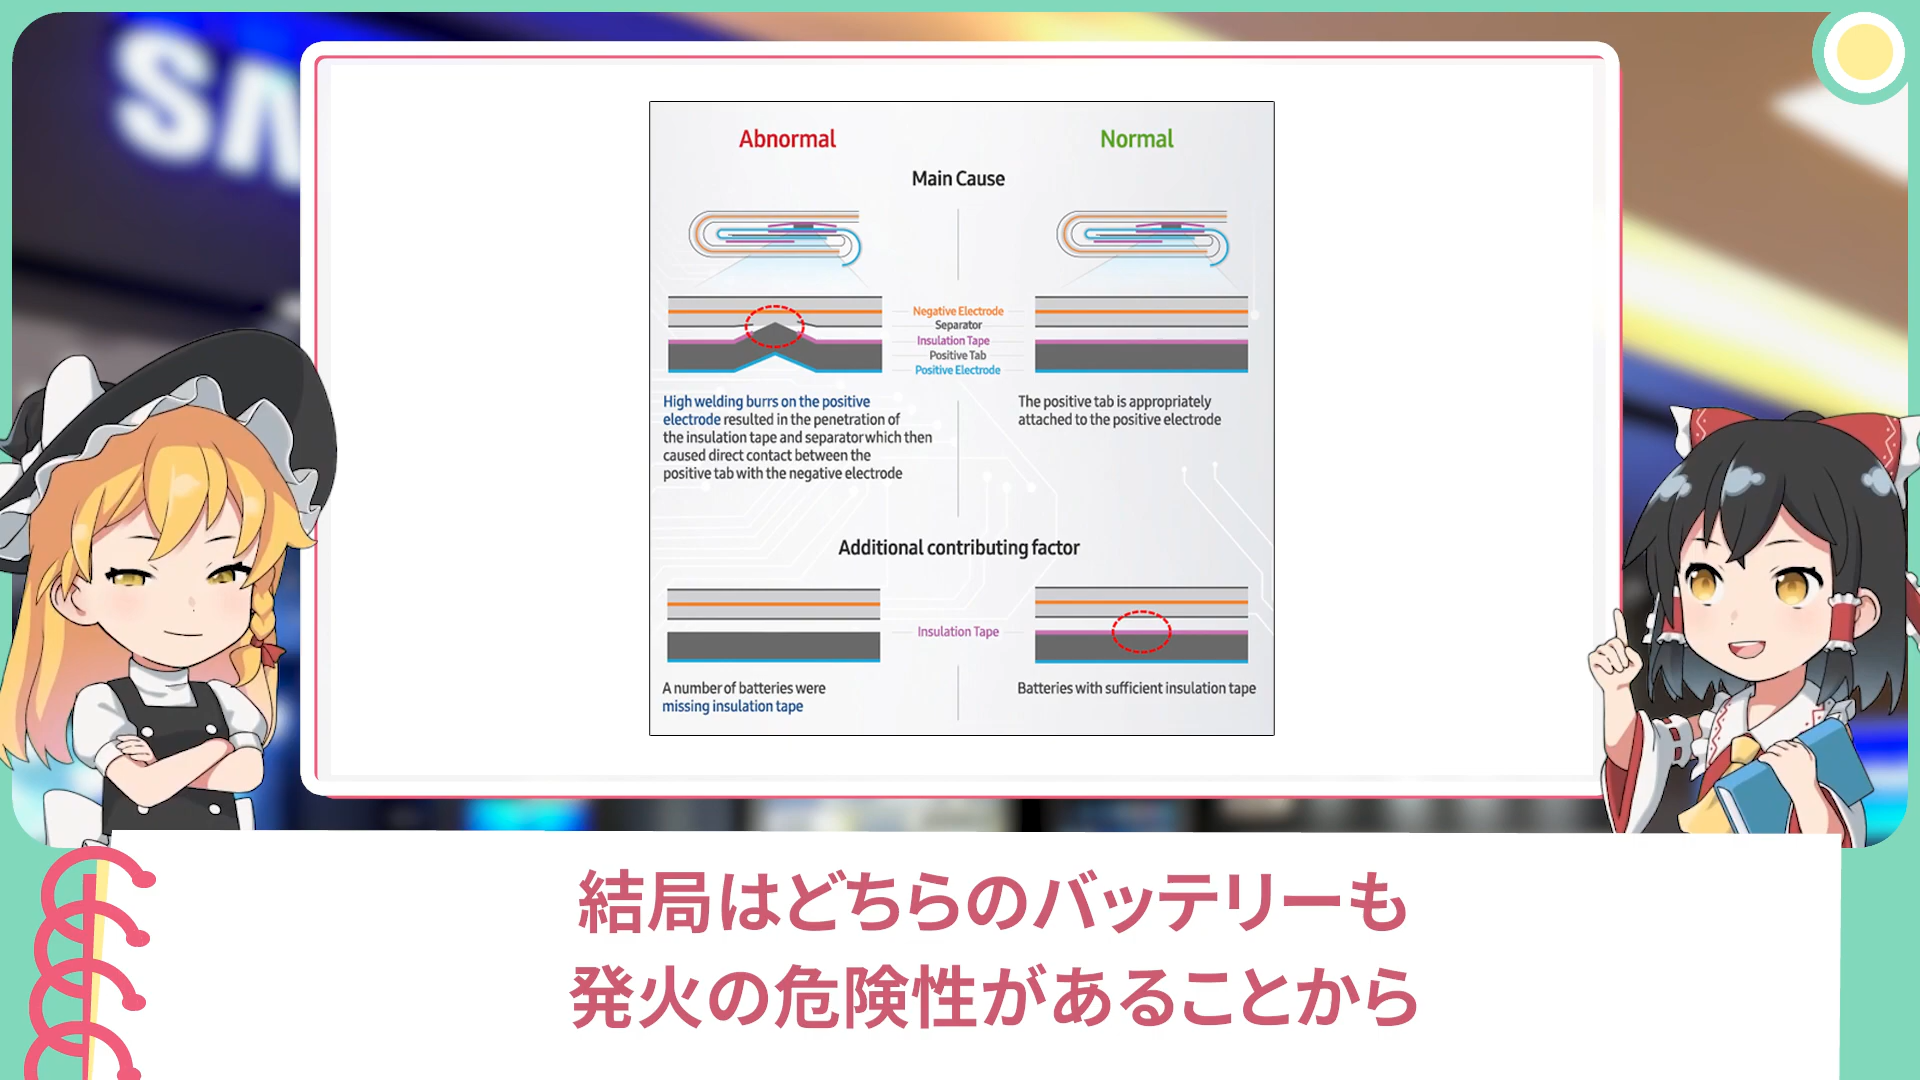 SA
Abnormal
Normal
Main Cause
Negative Electrode
Separator
Insulation Tape
Positive Tab
Positive Electrode
High welding burrs on the positive
electrode resulted in the penetration of
the insulation tape and separator which then
caused direct contact between the
positive tab with the negative electrode
The positive tab is appropriately
attached to the positive electrode
Additional contributing factor
Insulation Tape
A number of batteries were
missing insulation tape
Batteries with sufficient insulation tape
結局はどちらのバッテリーも
発火の危険性があることから